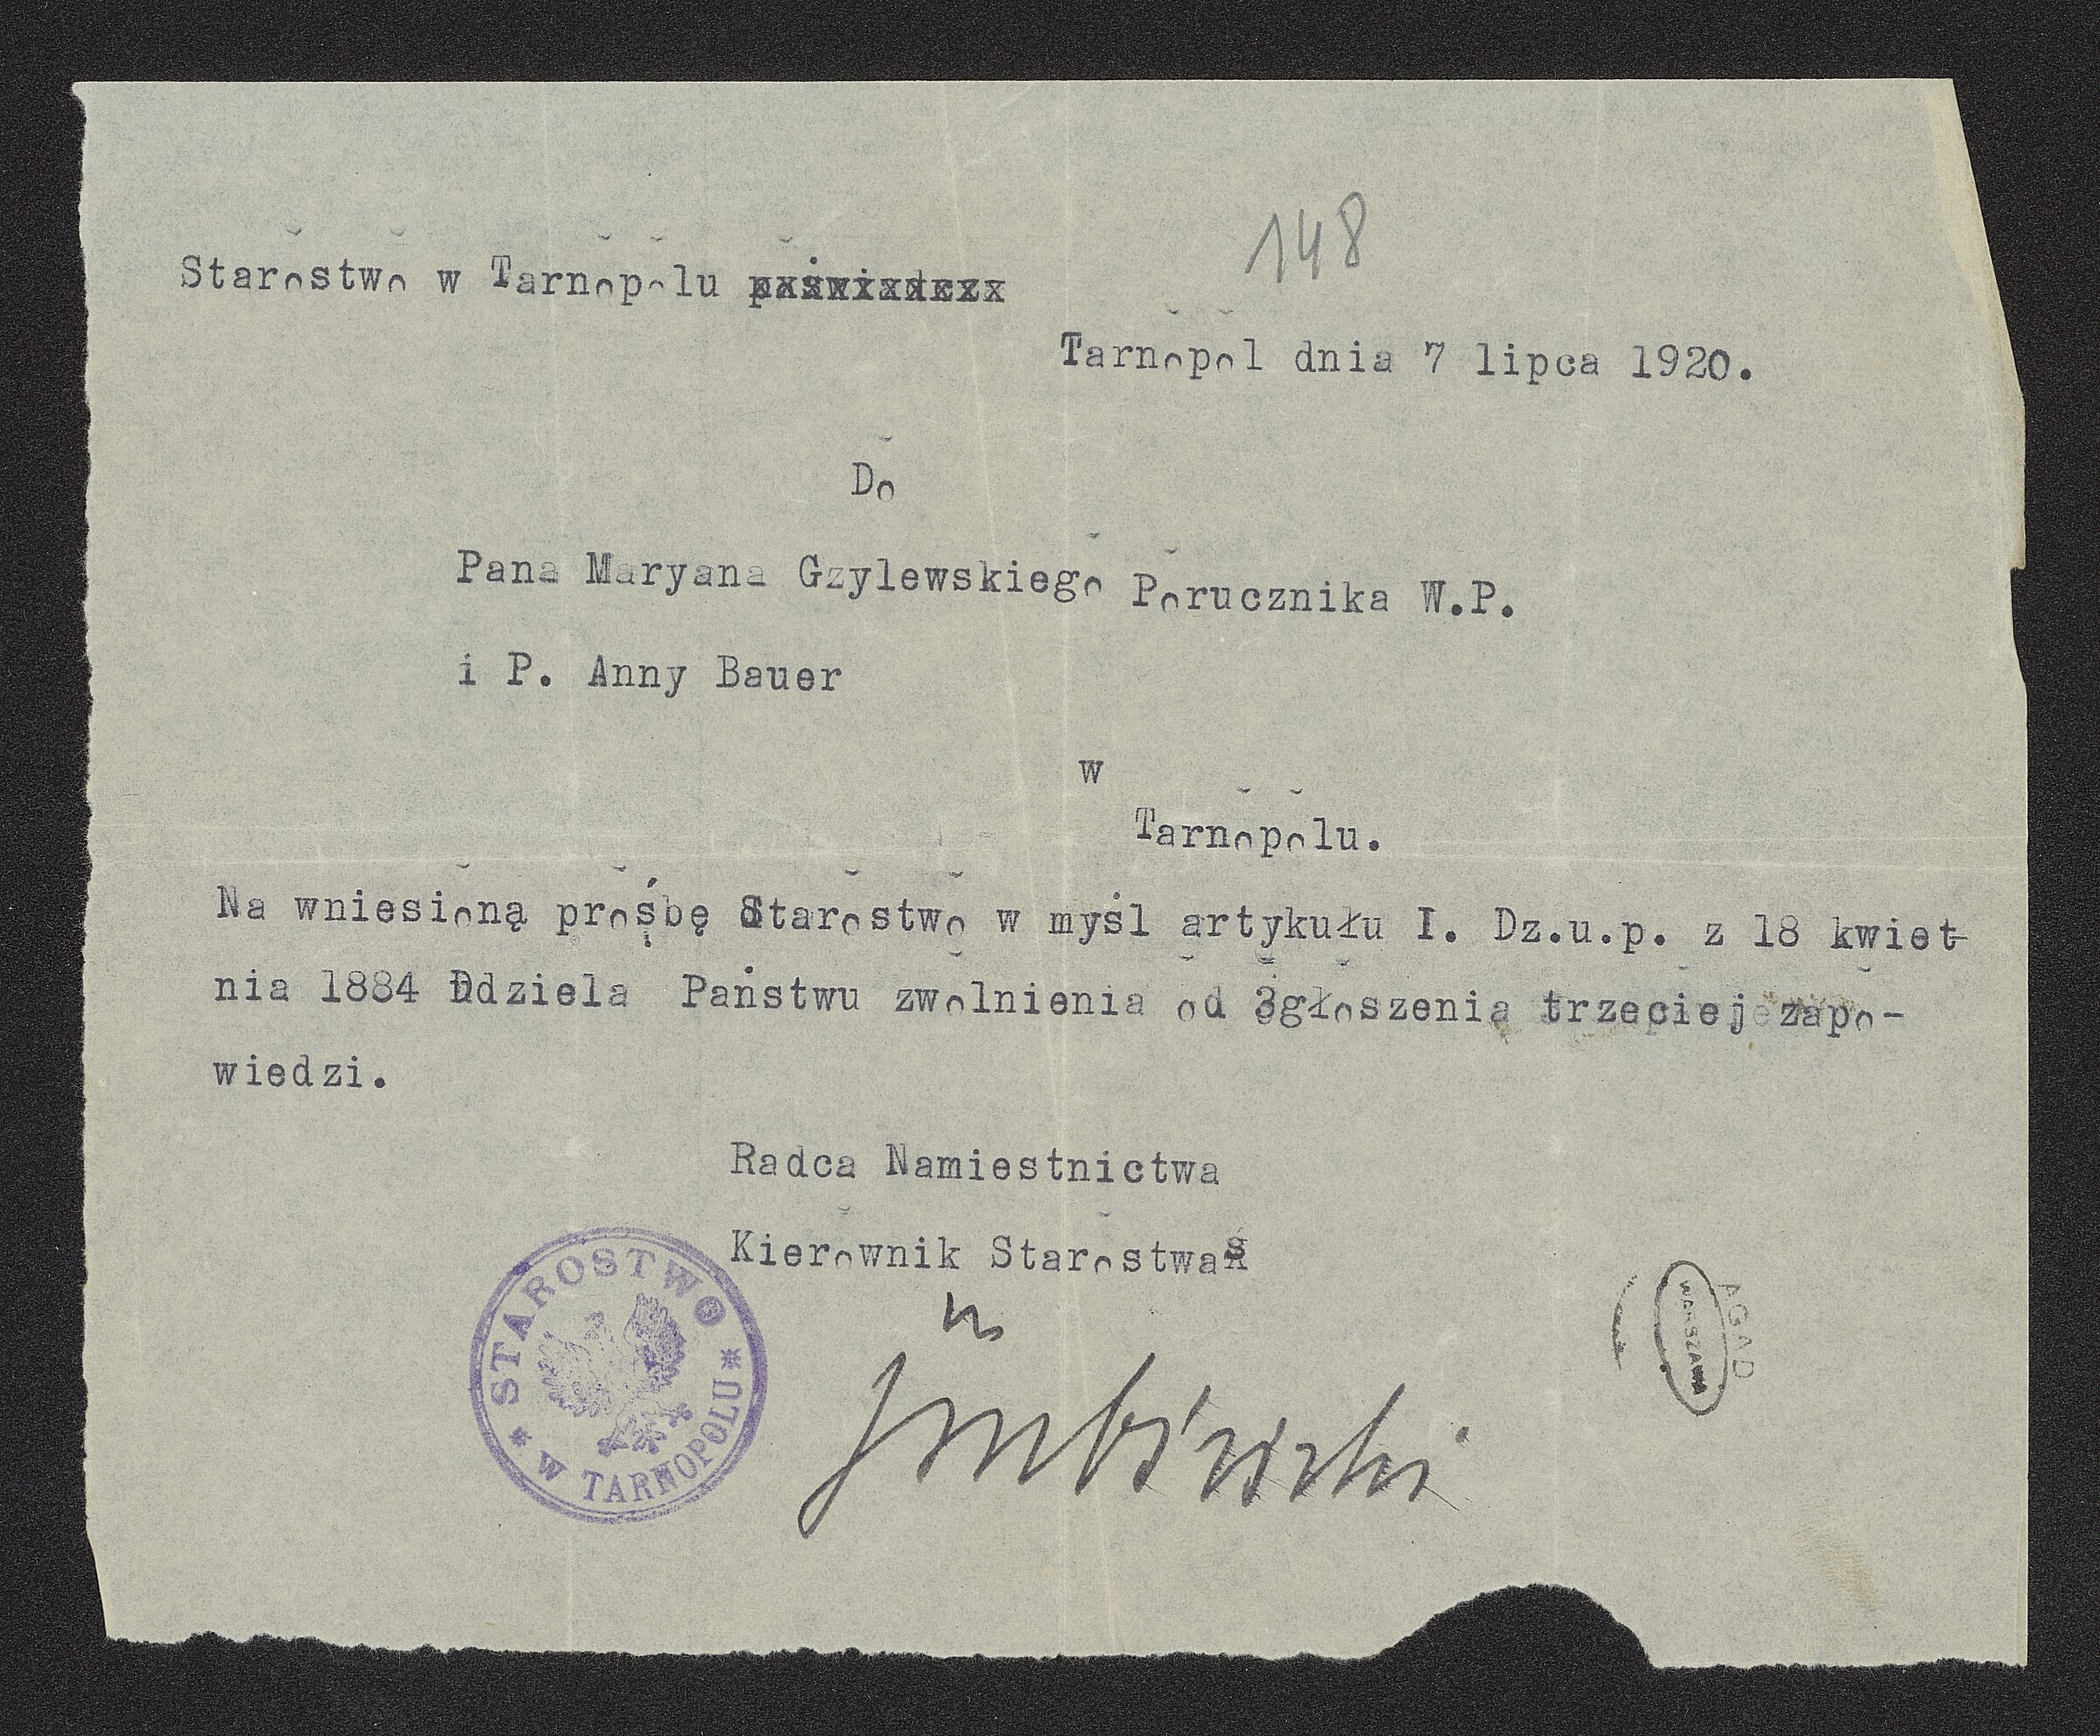 148
Starostwo w Tarnopolu
Tarnopol dnia 7 lipca 1920.
Do
Pana Maryana Gzylewskiego Porucznika W.P.
i P. Anny Bauer
w
Tarnopolu.
Na wniesioną prośbę Starostwo w myśl artykułu I. Dz.u.p. z 18 kwiet-
nia 1884 Udziela Państwu zwolnienia od Zgłoszenia trzeciej zapo-
wiedzi.
Radca Namiestnictwa
Kierownik Starostwa
STAROSTWO
W TARNOPOLU
AGAD
WARSZAWA